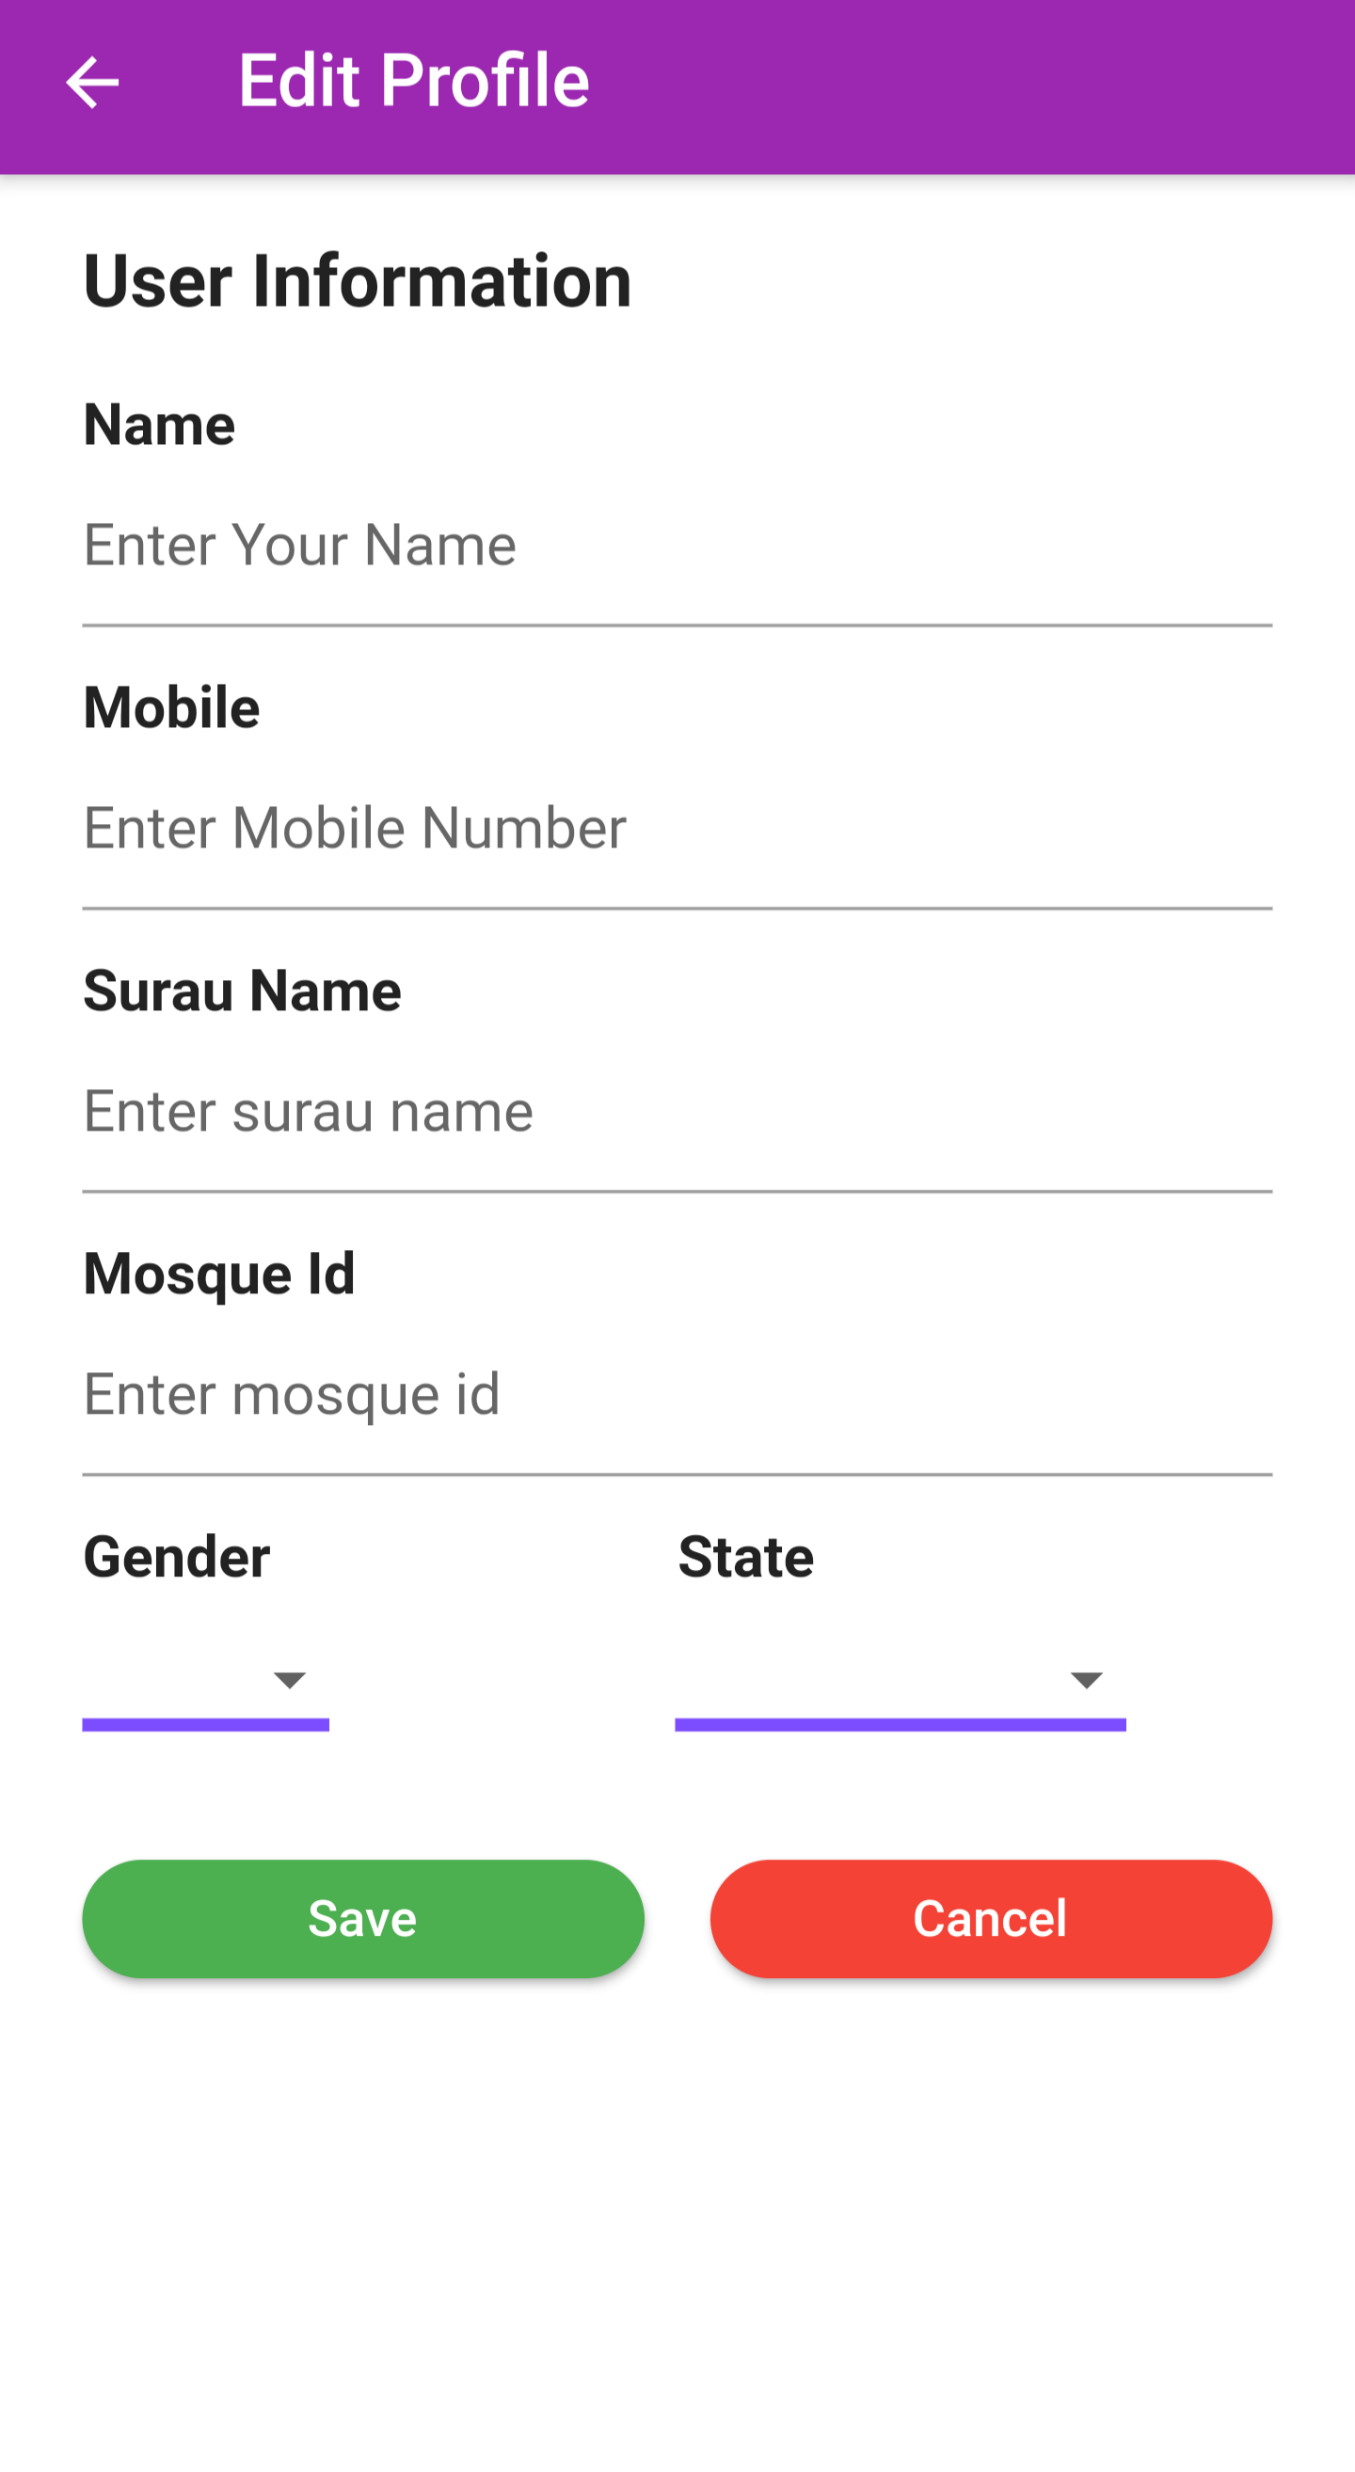 Edit Profile
User Information
Name
Enter Your Name
Mobile
Enter Mobile Number
Surau Name
Enter surau name
Mosque Id
Enter mosque id
Gender State
Save Cancel